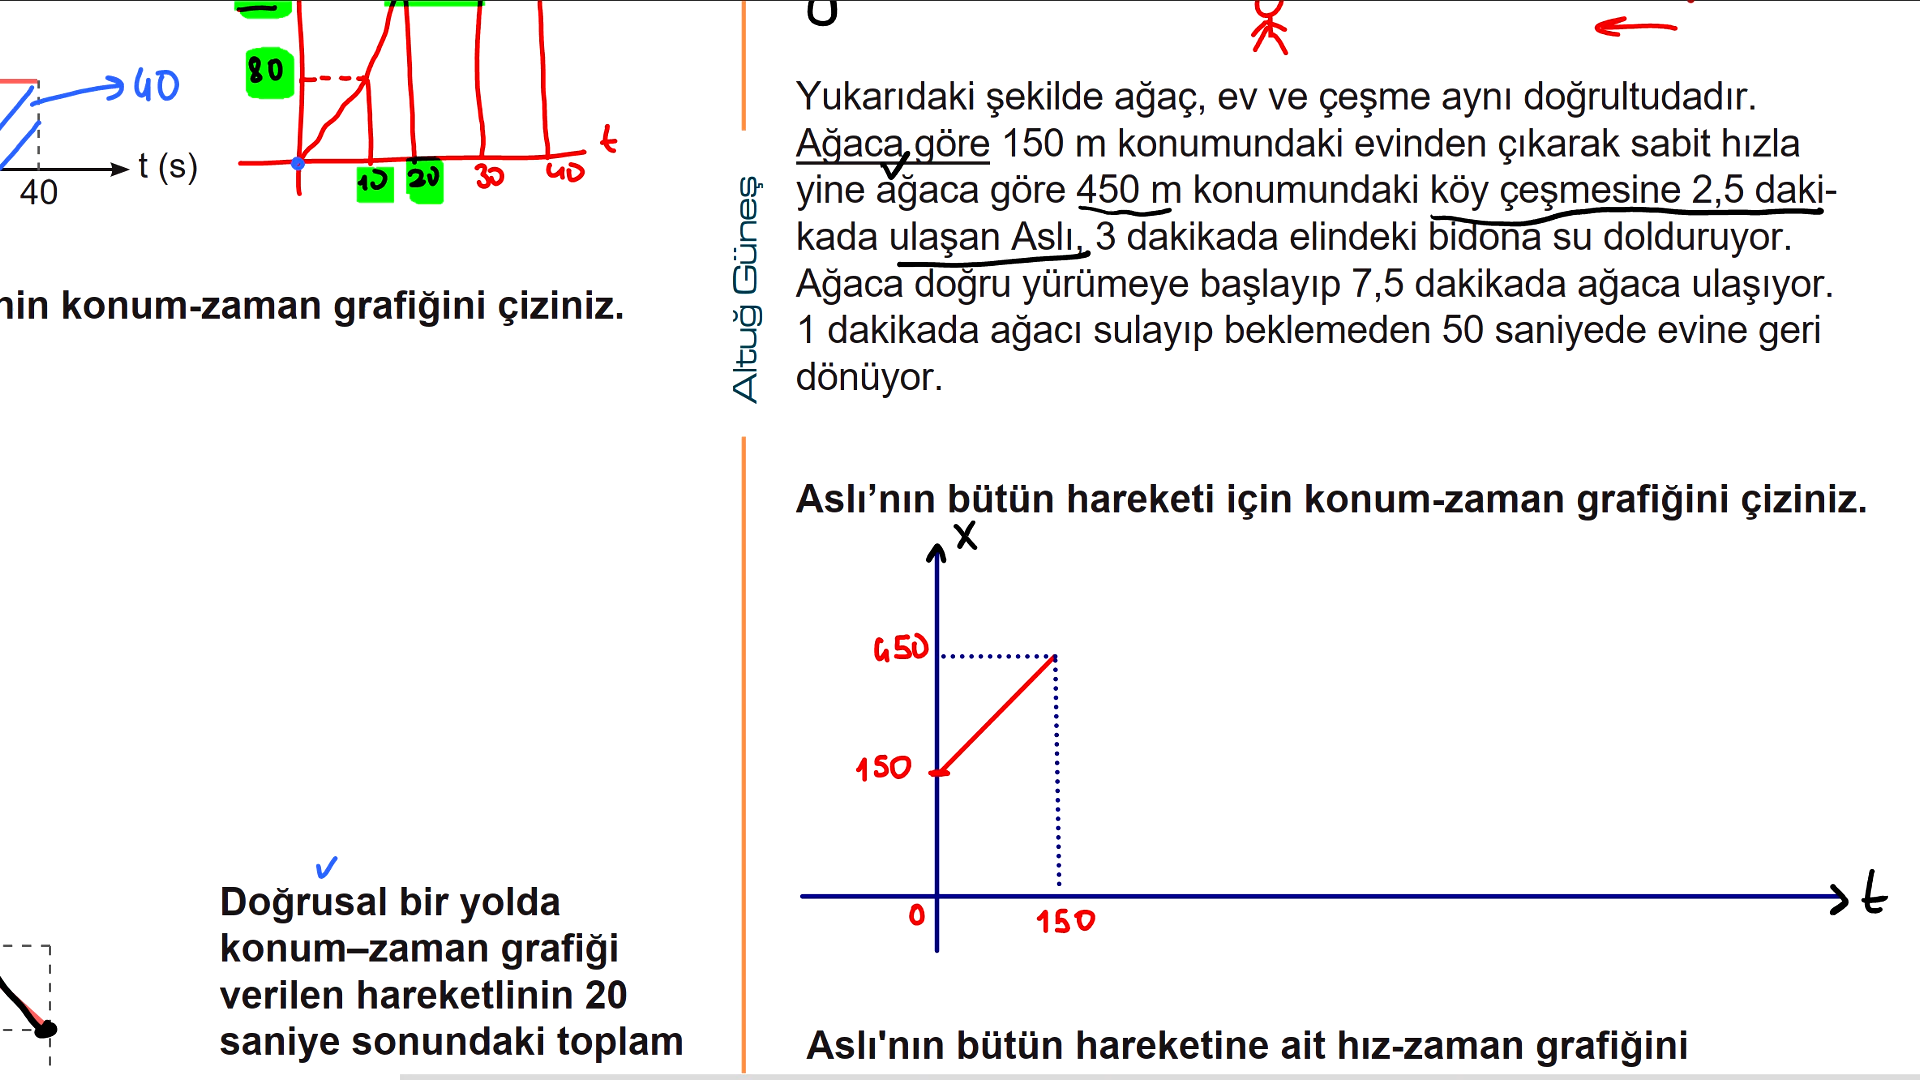 40
t (s)
40
80
10
20
30
40
t
nin konum-zaman grafiğini çiziniz.
Doğrusal bir yolda
konum–zaman grafiği
verilen hareketlinin 20
saniye sonundaki toplam
Altuğ Güneş
Yukarıdaki şekilde ağaç, ev ve çeşme aynı doğrultudadır.
Ağaca göre 150 m konumundaki evinden çıkarak sabit hızla
yine ağaca göre 450 m konumundaki köy çeşmesine 2,5 daki-
kada ulaşan Aslı, 3 dakikada elindeki bidona su dolduruyor.
Ağaca doğru yürümeye başlayıp 7,5 dakikada ağaca ulaşıyor.
1 dakikada ağacı sulayıp beklemeden 50 saniyede evine geri
dönüyor.
Aslı’nın bütün hareketi için konum-zaman grafiğini çiziniz.
x
450
150
0
150
t
Aslı'nın bütün hareketine ait hız-zaman grafiğini